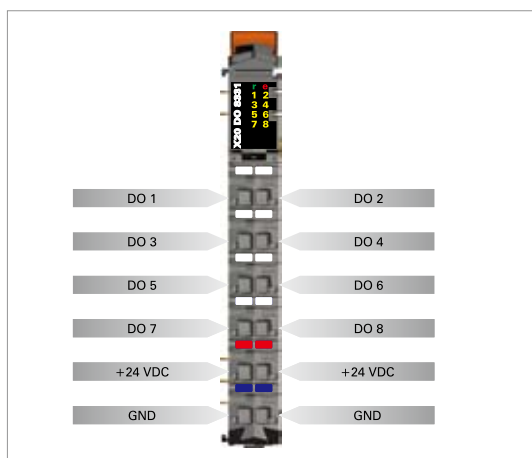 X20 DO 8331
r e
1 2
3 4
5 6
7 8
DO 1 DO 2
DO 3 DO 4
DO 5 DO 6
DO 7 DO 8
+24 VDC +24 VDC
GND GND